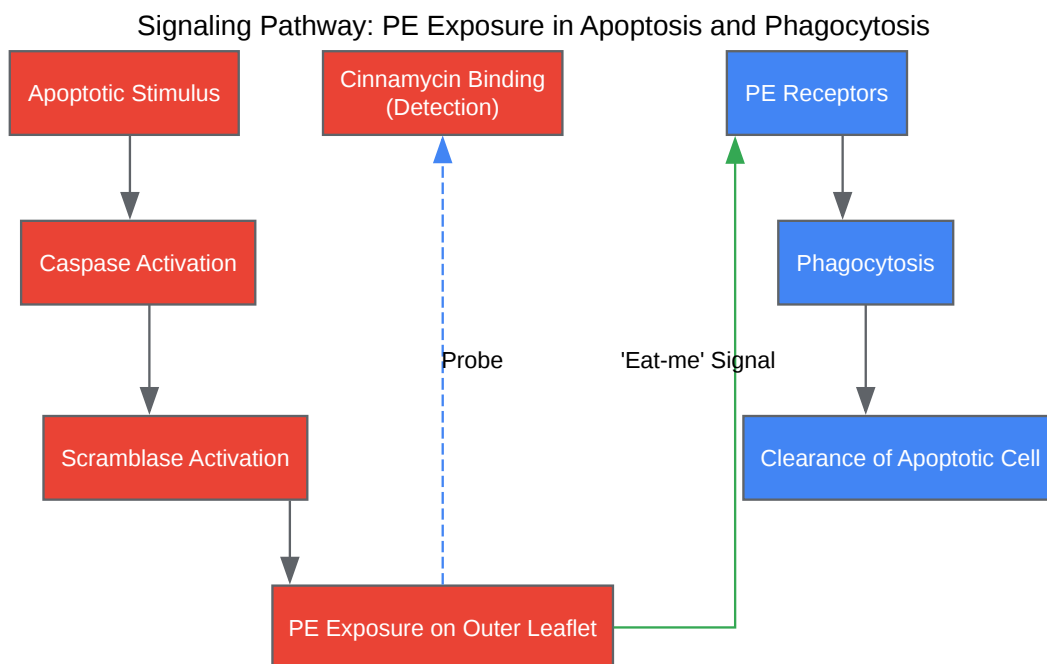 Signaling Pathway: PE Exposure in Apoptosis and Phagocytosis
Apoptotic Stimulus
Cinnamycin Binding
(Detection)
PE Receptors
Caspase Activation
Phagocytosis
Probe
'Eat-me' Signal
Scramblase Activation
Clearance of Apoptotic Cell
PE Exposure on Outer Leaflet